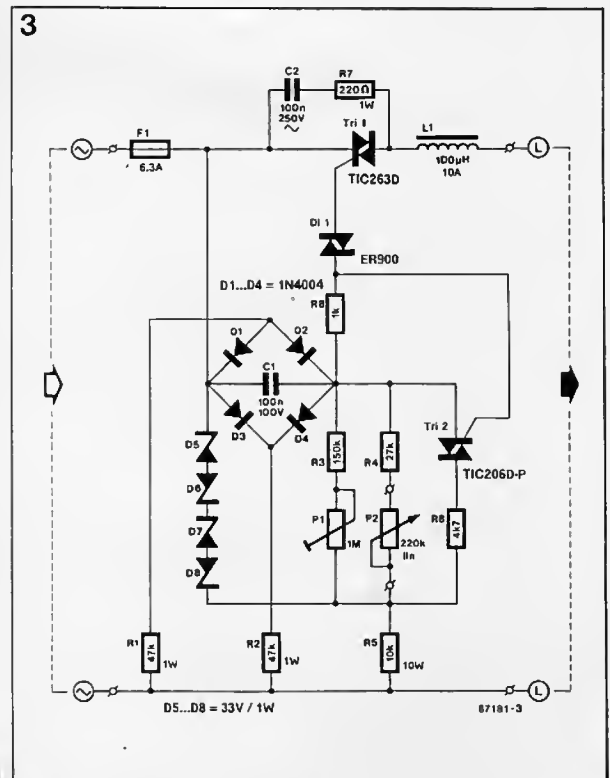 3
C2
100n
250V
∼
R7
220Ω
1W
Tri 1
TIC263D
L1
100µH
10A
F1
6.3A
L
Di 1
ER900
D1...D4 = 1N4004
R6
1k
D1
D2
C1
100n
100V
D3
D4
D5
D6
D7
D8
R3
150k
P1
1M
R4
27k
P2
220k
lin
Tri 2
TIC206D-P
R8
4k7
R1
47k
1W
R2
47k
1W
R5
10k
10W
L
D5...D8 = 33V / 1W
87181-3